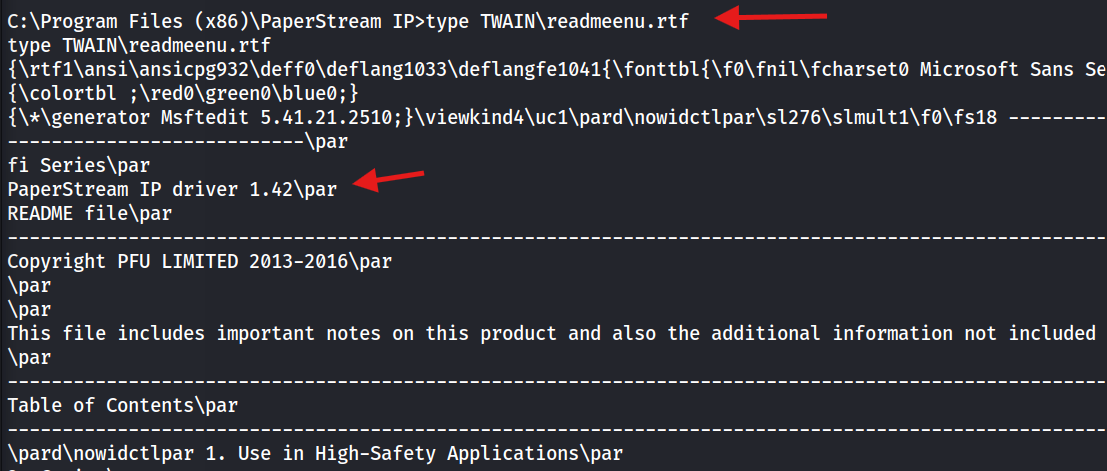 C:\Program Files (x86)\PaperStream IP>type TWAIN\readmeenu.rtf
type TWAIN\readmeenu.rtf
{\rtf1\ansi\ansicpg932\deff0\deflang1033\deflangfe1041{\fonttbl{\f0\fnil\fcharset0 Microsoft Sans Se
{\colortbl ;\red0\green0\blue0;}
{\*\generator Msftedit 5.41.21.2510;}\viewkind4\uc1\pard\nowidctlpar\sl276\slmult1\f0\fs18 ---------
---------------------------\par
fi Series\par
PaperStream IP driver 1.42\par
README file\par
----------------------------------------------------------------------------------------------------
Copyright PFU LIMITED 2013-2016\par
\par
\par
This file includes important notes on this product and also the additional information not included
\par
----------------------------------------------------------------------------------------------------
Table of Contents\par
----------------------------------------------------------------------------------------------------
\pard\nowidctlpar 1. Use in High-Safety Applications\par